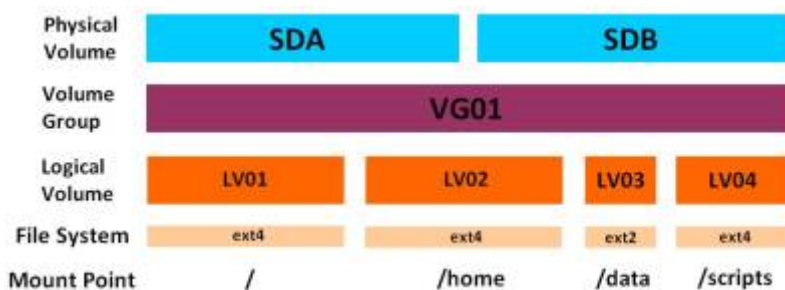 Physical Volume SDA SDB
Volume Group VG01
Logical Volume LV01 LV02 LV03 LV04
File System ext4 ext4 ext2 ext4
Mount Point / /home /data /scripts